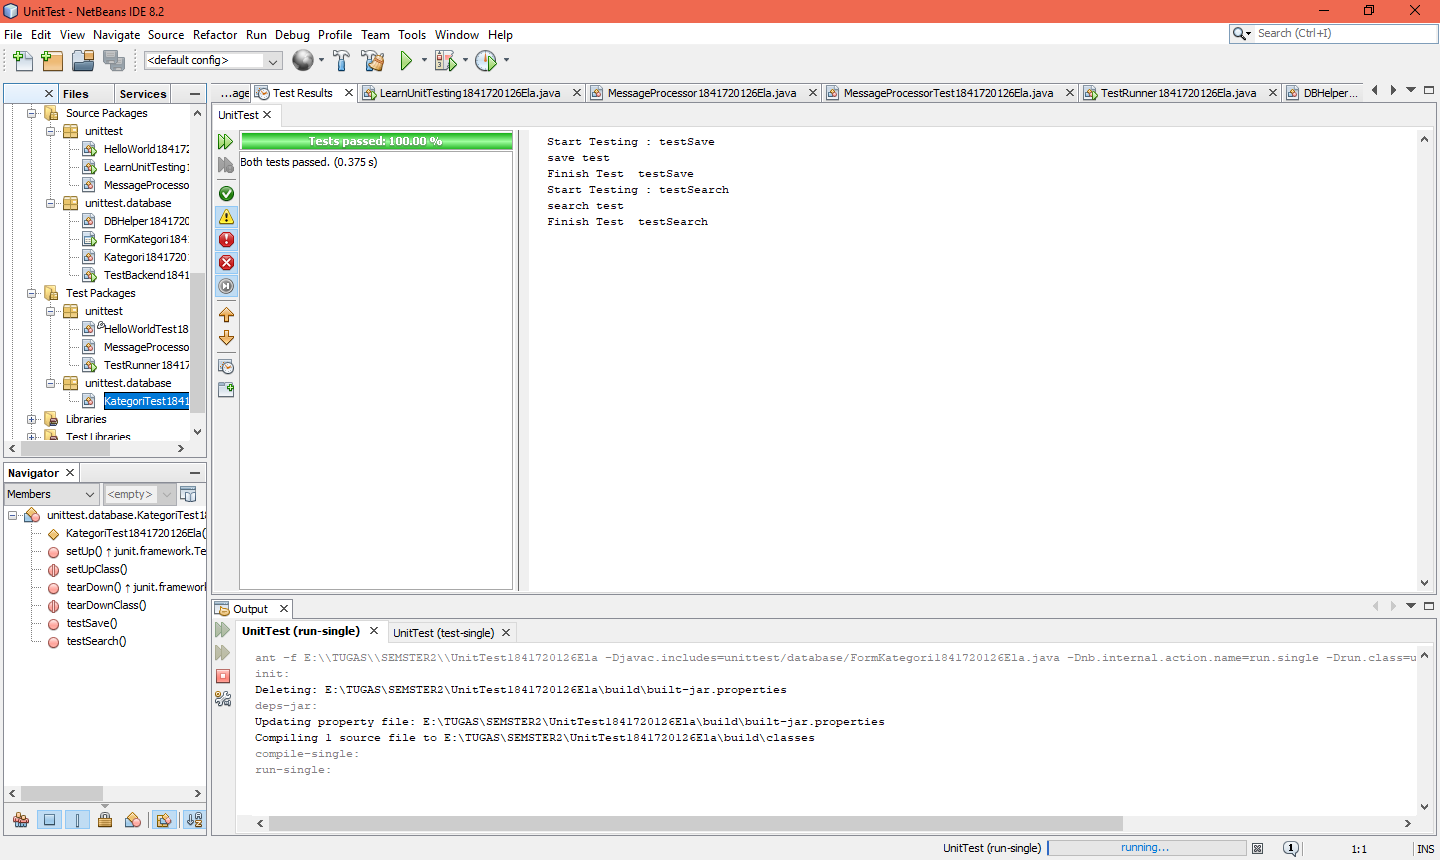 UnitTest - NetBeans IDE 8.2
File Edit View Navigate Source Refactor Run Debug Profile Team Tools Window Help
Search (Ctrl+I)
<default config>
Files
Services
...age
Test Results
LearnUnitTesting1841720126Ela.java
MessageProcessor1841720126Ela.java
MessageProcessorTest1841720126Ela.java
TestRunner1841720126Ela.java
DBHelper...
Source Packages
unittest
HelloWorld184172
LearnUnitTesting1
MessageProcesso
unittest.database
DBHelper1841720
FormKategori184
Kategori1841720
TestBackend1841
Test Packages
unittest
HelloWorldTest18
MessageProcesso
TestRunner18417
unittest.database
KategoriTest1841
Libraries
Test Libraries
UnitTest
Tests passed: 100.00 %
Both tests passed. (0.375 s)
Start Testing : testSave
save test
Finish Test  testSave
Start Testing : testSearch
search test
Finish Test  testSearch
Navigator
Members
<empty>
unittest.database.KategoriTest1
KategoriTest1841720126Ela(
setUp() ↑ junit.framework.Te
setUpClass()
tearDown() ↑ junit.framework
tearDownClass()
testSave()
testSearch()
Output
UnitTest (run-single)
UnitTest (test-single)
ant -f E:\\TUGAS\\SEMSTER2\\UnitTest1841720126Ela -Djavac.includes=unittest/database/FormKategori1841720126Ela.java -Dnb.internal.action.name=run.single -Drun.class=u
init:
Deleting: E:\TUGAS\SEMSTER2\UnitTest1841720126Ela\build\built-jar.properties
deps-jar:
Updating property file: E:\TUGAS\SEMSTER2\UnitTest1841720126Ela\build\built-jar.properties
Compiling 1 source file to E:\TUGAS\SEMSTER2\UnitTest1841720126Ela\build\classes
compile-single:
run-single:
UnitTest (run-single)
running...
1
1:1
INS